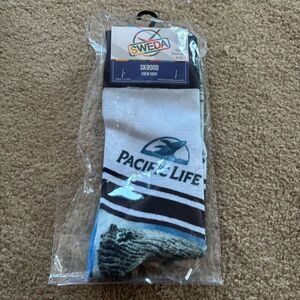 SWEDA
SK800D
CREW SOCK
PACIFIC LIFE